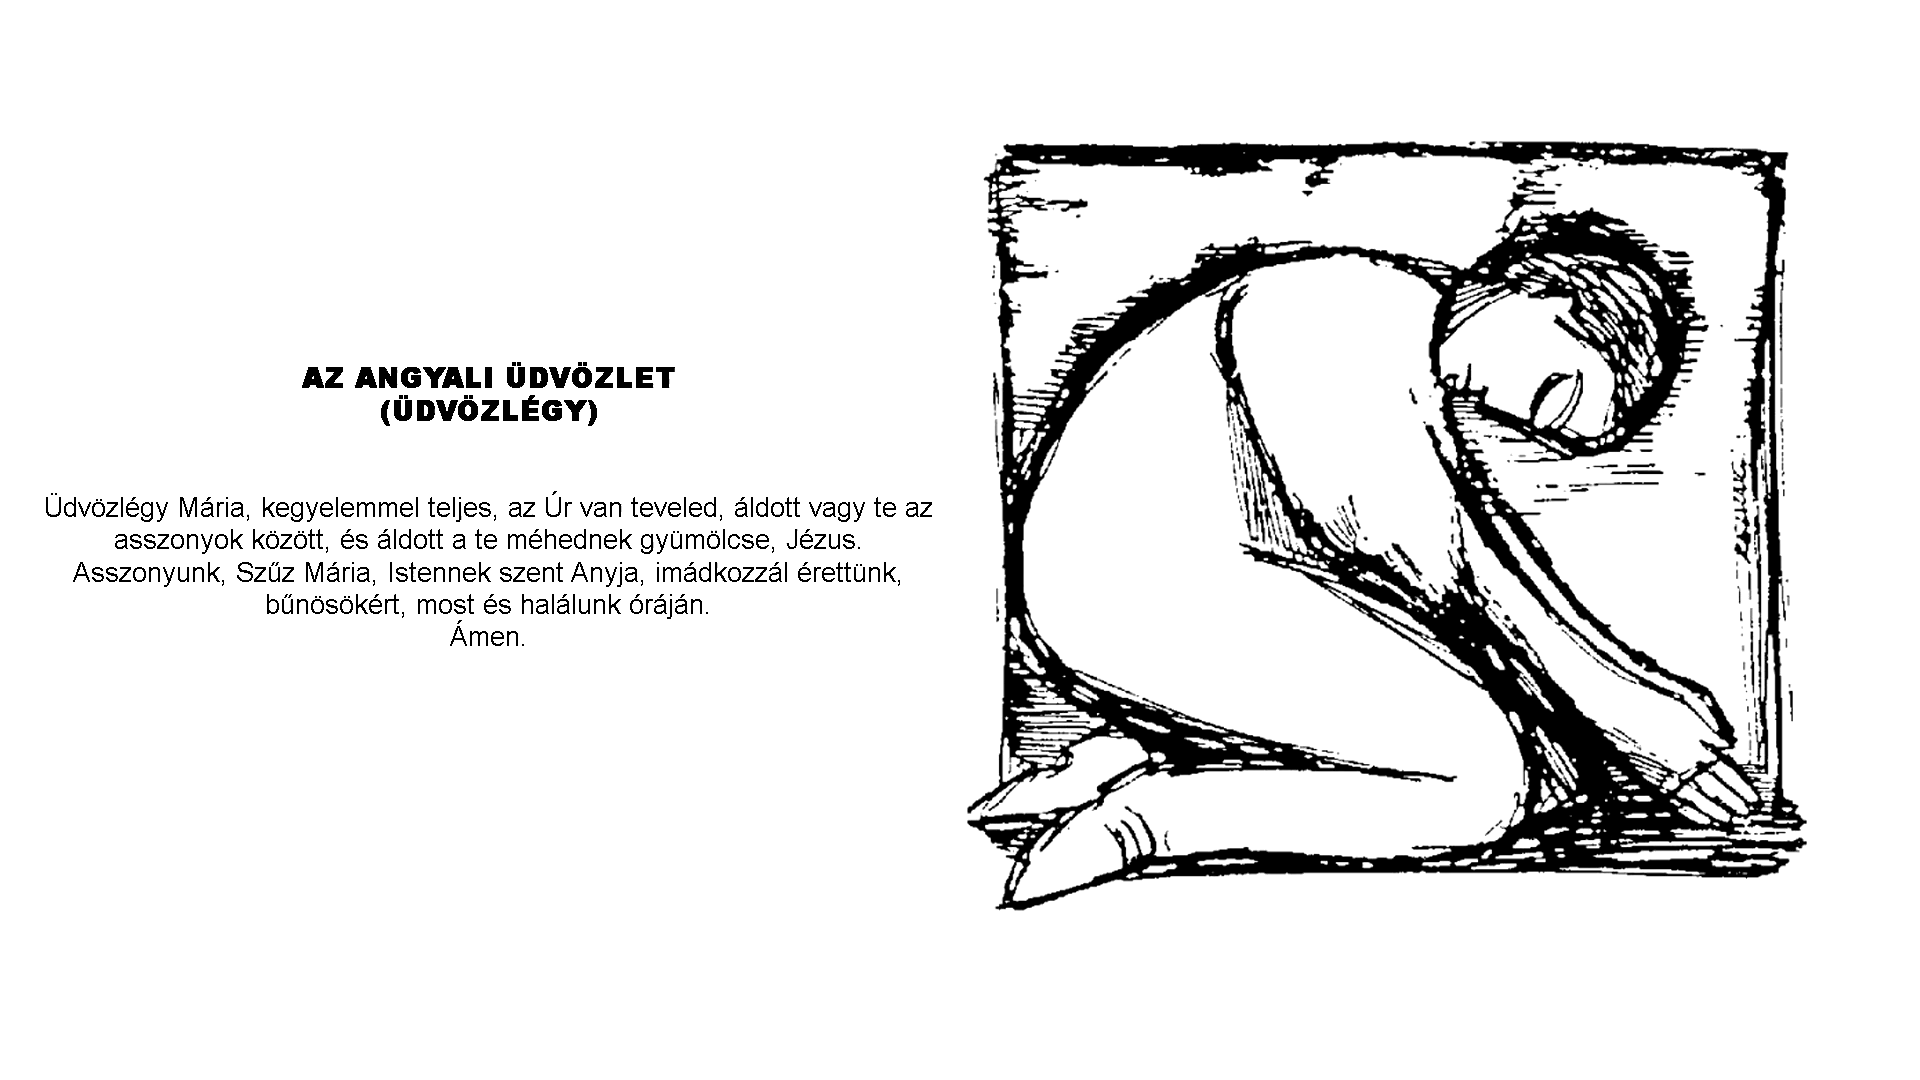 AZ ANGYALI ÜDVÖZLET
(ÜDVÖZLÉGY)
Üdvözlégy Mária, kegyelemmel teljes, az Úr van teveled, áldott vagy te az
asszonyok között, és áldott a te méhednek gyümölcse, Jézus.
Asszonyunk, Szűz Mária, Istennek szent Anyja, imádkozzál érettünk,
bűnösökért, most és halálunk óráján.
Ámen.